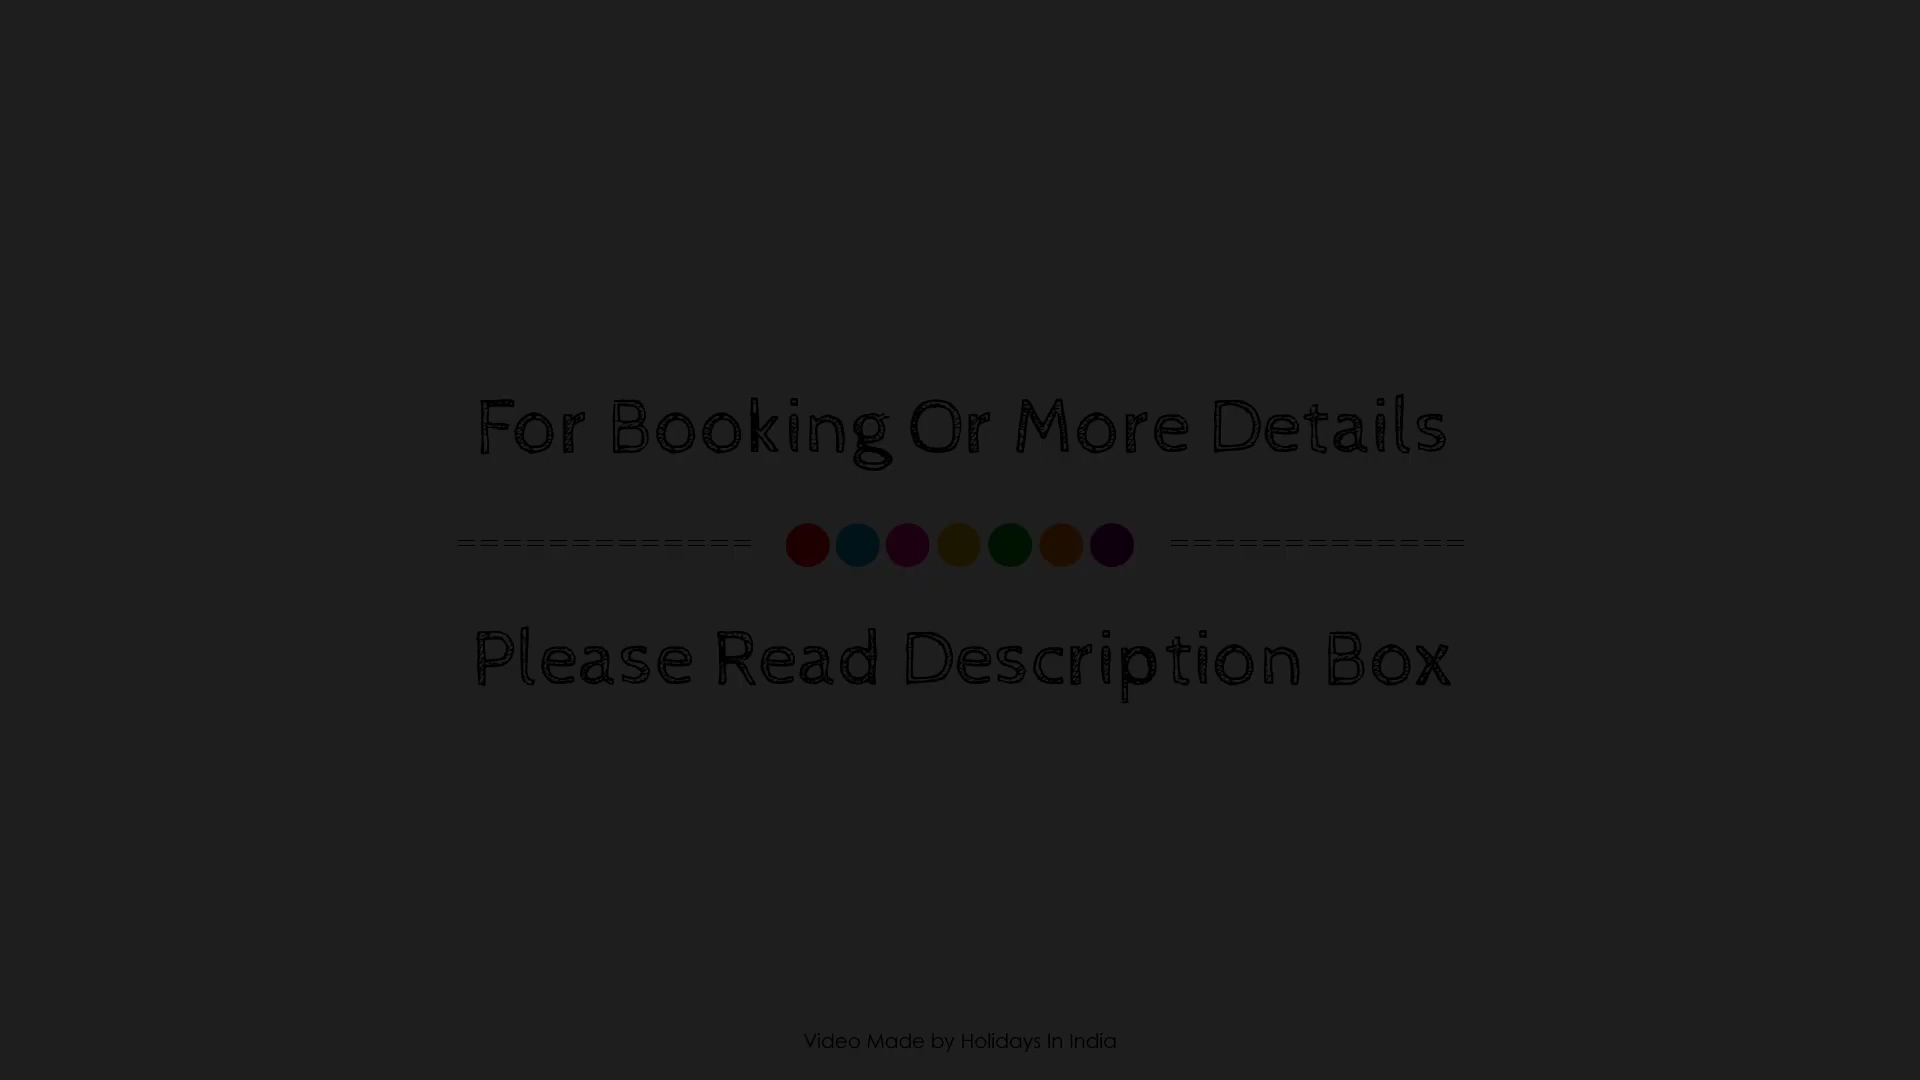 For Booking Or More Details
============= =============
Please Read Description Box
Video Made by Holidays In India